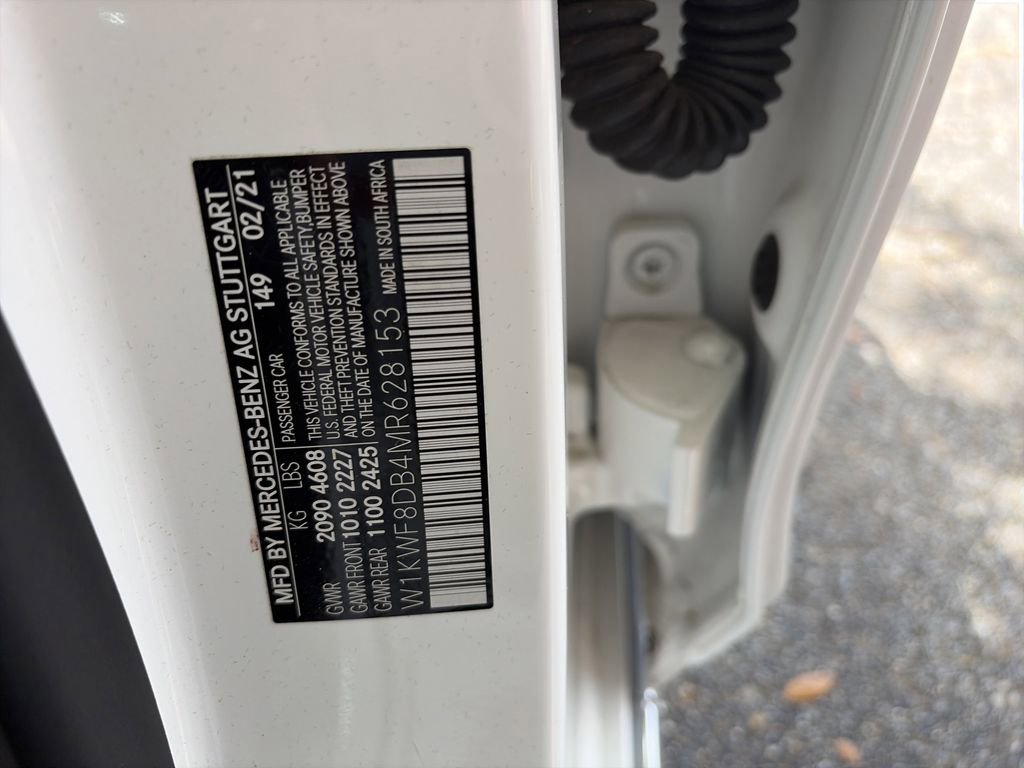 MFD BY MERCEDES-BENZ AG STUTTGART
149 02/21
KG LBS PASSENGER CAR
GVWR 2090 4608 THIS VEHICLE CONFORMS TO ALL APPLICABLE
GAWR FRONT 1010 2227 U.S. FEDERAL MOTOR VEHICLE SAFETY,BUMPER
GAWR REAR 1100 2425 AND THEFT PREVENTION STANDARDS IN EFFECT
ON THE DATE OF MANUFACTURE SHOWN ABOVE
W1KWF8DB4MR628153 MADE IN SOUTH AFRICA